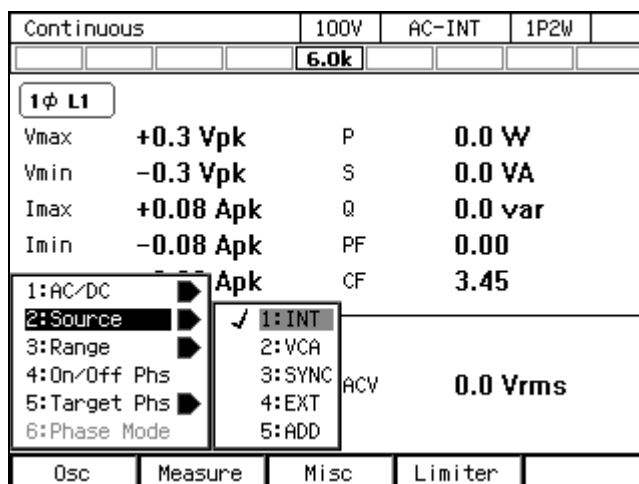 Continuous 100V AC-INT 1P2W
6.0k
1ϕ L1
Vmax +0.3 Vpk P 0.0 W
Vmin -0.3 Vpk S 0.0 VA
Imax +0.08 Apk Q 0.0 var
Imin -0.08 Apk PF 0.00
Apk CF 3.45
1:AC/DC
2:Source
3:Range
4:On/Off Phs
5:Target Phs
6:Phase Mode
1:INT
2:VCA
3:SYNC
4:EXT
5:ADD
ACV 0.0 Vrms
Osc Measure Misc Limiter